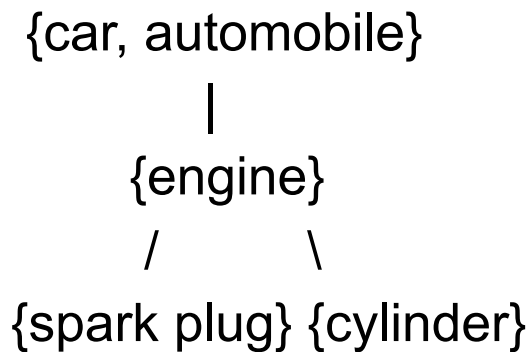 {car, automobile}
|
{engine}
/ \
{spark plug} {cylinder}